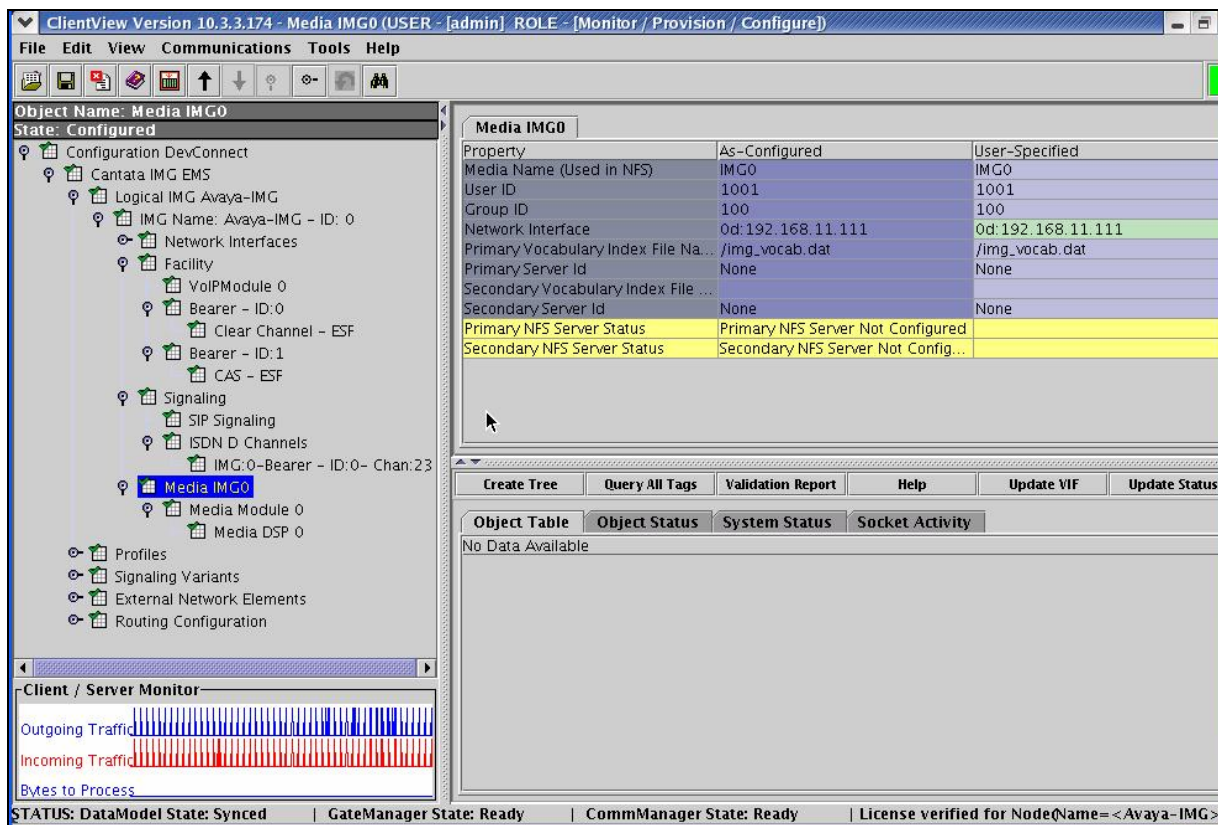 ClientView Version 10.3.3.174 - Media IMG0 (USER - [admin] ROLE - [Monitor / Provision / Configure])
File Edit View Communications Tools Help
Object Name: Media IMG0
State: Configured
Configuration DevConnect
Cantata IMG EMS
Logical IMG Avaya-IMG
IMG Name: Avaya-IMG - ID: 0
Network Interfaces
Facility
VoIPModule 0
Bearer - ID:0
Clear Channel - ESF
Bearer - ID:1
CAS - ESF
Signaling
SIP Signaling
ISDN D Channels
IMG:0-Bearer - ID:0- Chan:23
Media IMG0
Media Module 0
Media DSP 0
Profiles
Signaling Variants
External Network Elements
Routing Configuration
Client / Server Monitor
Outgoing Traffic
Incoming Traffic
Bytes to Process
Media IMG0
Property As-Configured User-Specified
Media Name (Used in NFS) IMG0 IMG0
User ID 1001 1001
Group ID 100 100
Network Interface 0d:192.168.11.111 0d:192.168.11.111
Primary Vocabulary Index File Na... /img_vocab.dat /img_vocab.dat
Primary Server Id None None
Secondary Vocabulary Index File ...
Secondary Server Id None None
Primary NFS Server Status Primary NFS Server Not Configured
Secondary NFS Server Status Secondary NFS Server Not Config...
Create Tree Query All Tags Validation Report Help Update VIF Update Status
Object Table Object Status System Status Socket Activity
No Data Available
STATUS: DataModel State: Synced | GateManager State: Ready | CommManager State: Ready | License verified for NodeName=<Avaya-IMG>